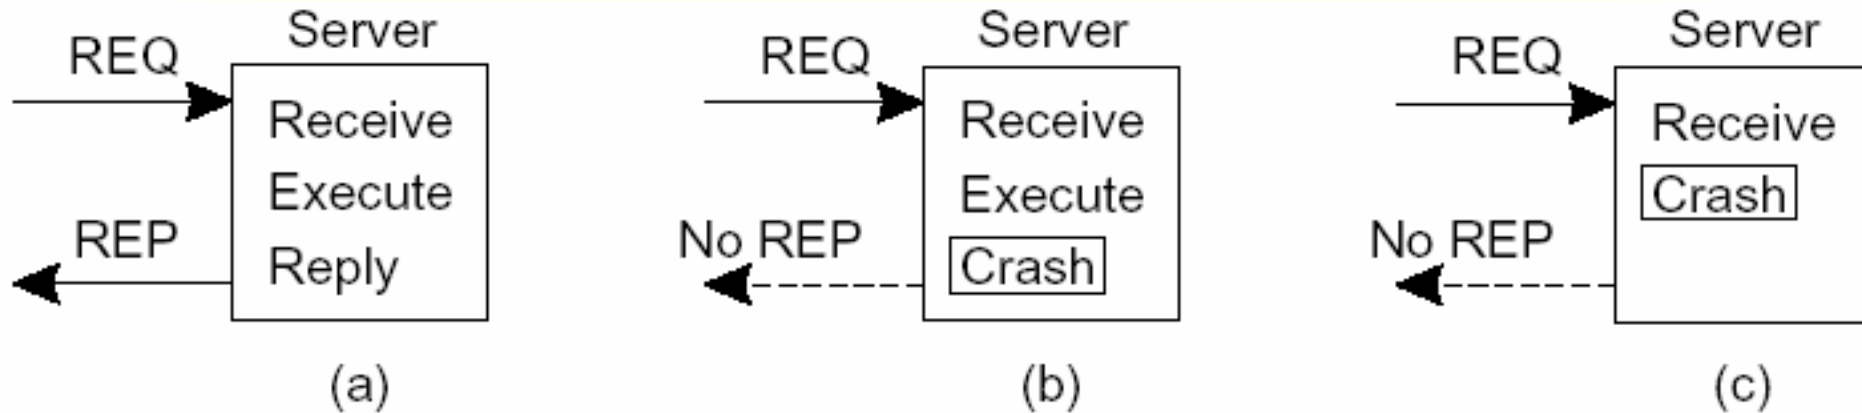 Server
REQ
Receive
Execute
REP
Reply
(a)
Server
REQ
Receive
Execute
No REP
Crash
(b)
Server
REQ
Receive
Crash
No REP
(c)